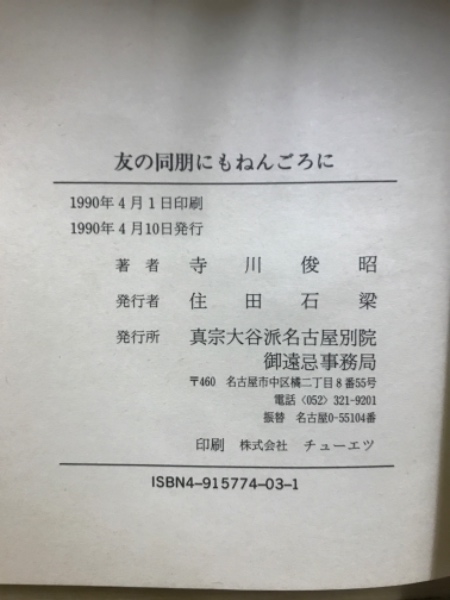 友の同朋にもねんごろに
1990年4月1日印刷
1990年4月10日発行
著者 寺川俊昭
発行者 住田石梁
発行所 真宗大谷派名古屋別院
御遠忌事務局
〒460 名古屋市中区橘二丁目8番55号
電話〈052〉321-9201
振替 名古屋0-55104番
印刷 株式会社 チューエツ
ISBN4-915774-03-1